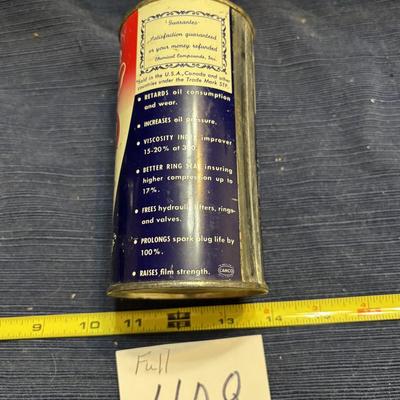 "Guarantee"
Satisfaction guaranteed
or your money refunded
Chemical Compounds, Inc.
Sold in the U.S.A., Canada and other
countries under the Trade Mark STP.
• RETARDS oil consumption
and wear.
• INCREASES oil pressure.
• VISCOSITY INDEX improver
15-20% at 300
• BETTER RING SEAL insuring
higher compression up to
17%.
• FREES hydraulic lifters, rings
and valves.
• PROLONGS spark plug life by
100%.
• RAISES film strength.
CANCO
9 10 11 12 13 14 15 16
Full